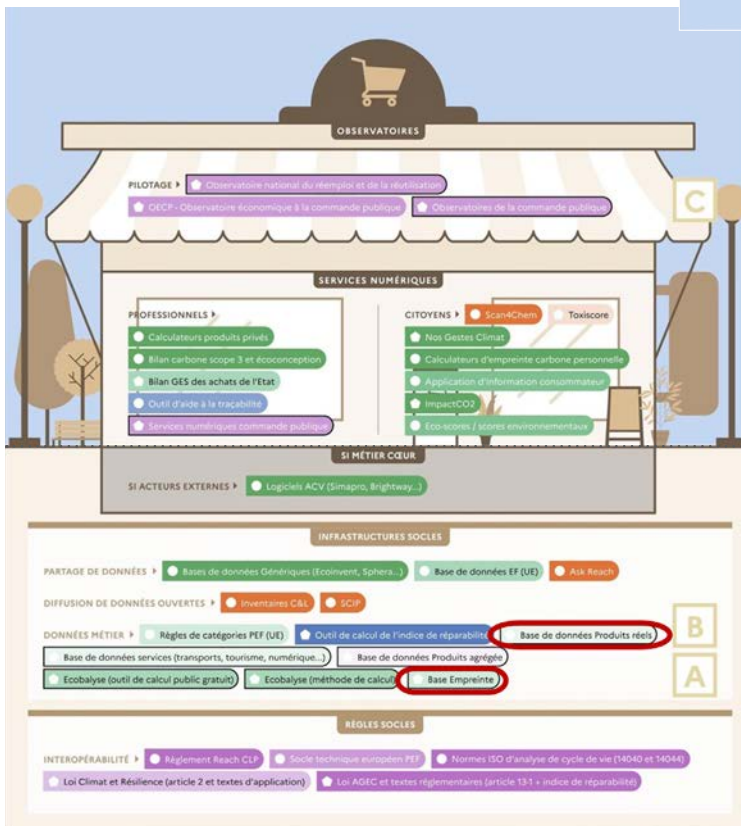 OBSERVATOIRES
PILOTAGE ▸ Observatoire national du réemploi et de la réutilisation
OECP - Observatoire économique à la commande publique Observatoires de la commande publique
C
SERVICES NUMÉRIQUES
PROFESSIONNELS ▸
Calculateurs produits privés
Bilan carbone scope 3 et écoconception
Bilan GES des achats de l'Etat
Outil d'aide à la traçabilité
Services numériques commande publique
CITOYENS ▸ Scan4Chem Toxiscore
Nos Gestes Climat
Calculateurs d'empreinte carbone personnelle
Application d'information consommateur
ImpactCO2
Eco-scores / scores environnementaux
SI MÉTIER CŒUR
SI ACTEURS EXTERNES ▸ Logiciels ACV (Simapro, Brightway...)
INFRASTRUCTURES SOCLES
PARTAGE DE DONNÉES ▸ Bases de données Génériques (Ecoinvent, Sphera...) Base de données EF (UE) Ask Reach
DIFFUSION DE DONNÉES OUVERTES ▸ Inventaires C&L SCIP
DONNÉES MÉTIER ▸ Règles de catégories PEF (UE) Outil de calcul de l'indice de réparabilité Base de données Produits réels
B
Base de données services (transports, tourisme, numérique...) Base de données Produits agrégée
Ecobalyse (outil de calcul public gratuit) Ecobalyse (méthode de calcul) Base Empreinte
A
RÈGLES SOCLES
INTEROPÉRABILITÉ ▸ Règlement Reach CLP Socle technique européen PEF Normes ISO d'analyse de cycle de vie (14040 et 14044)
Loi Climat et Résilience (article 2 et textes d'application) Loi AGEC et textes réglementaires (article 13-1 + indice de réparabilité)